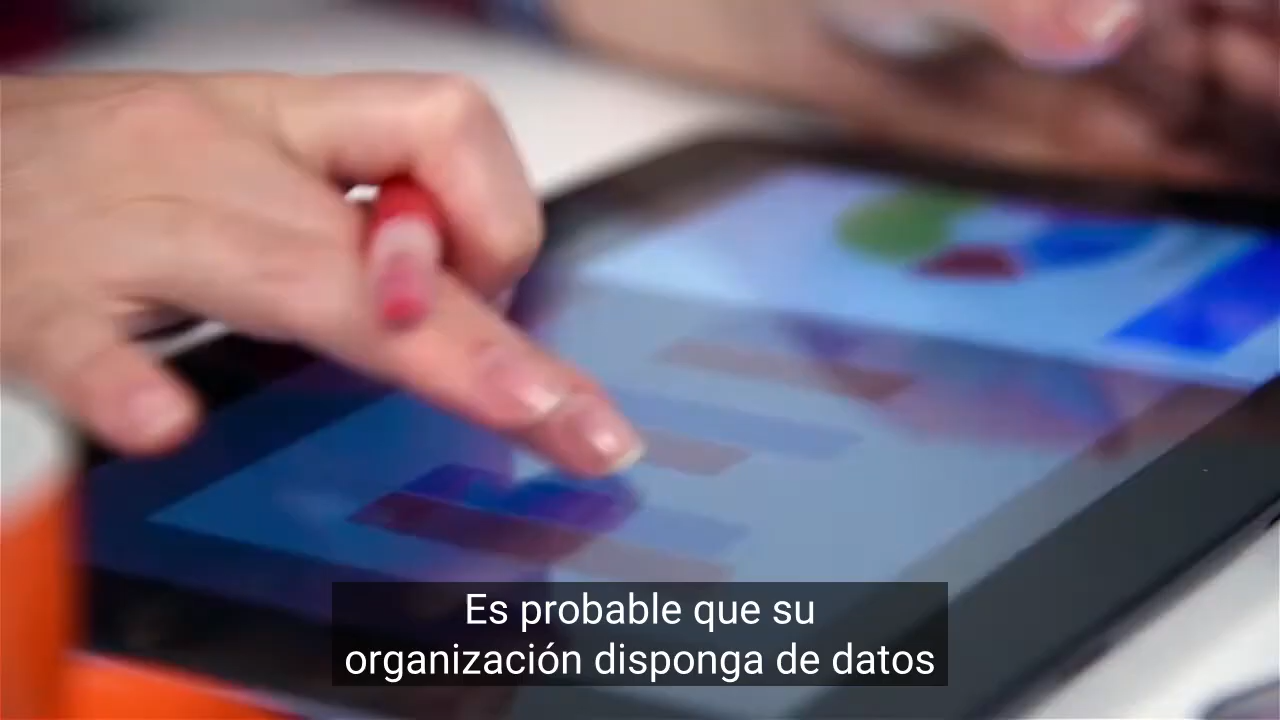 Es probable que su
organización disponga de datos